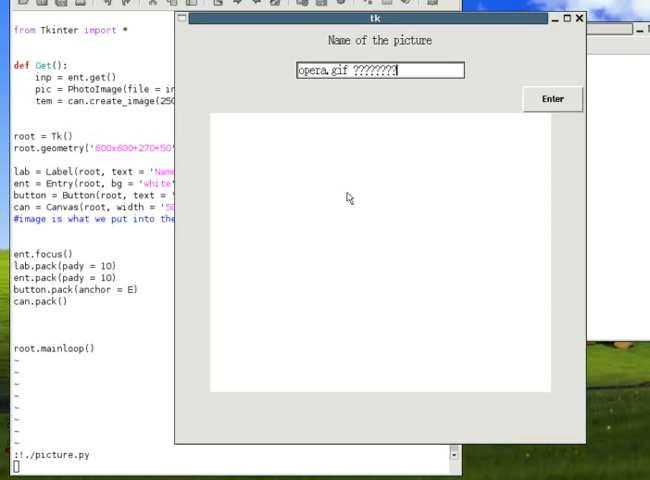 tk
Name of the picture
opera.gif ????????
Enter
from Tkinter import *
def Get():
inp = ent.get()
pic = PhotoImage(file =
tem = can.create_image(250
root = Tk()
root.geometry('600x600+270+50'
lab = Label(root, text = 'Name
ent = Entry(root, bg = 'white'
button = Button(root, text = '
can = Canvas(root, width = '50
#image is what we put into the
ent.focus()
lab.pack(pady = 10)
ent.pack(pady = 10)
button.pack(anchor = E)
can.pack()
root.mainloop()
~
~
~
~
~
~
~
~
:!./picture.py